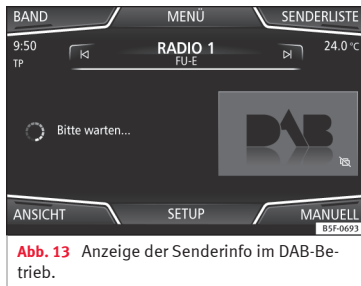 BAND MENÜ SENDERLISTE
9:50 RADIO 1 24.0 °C
TP FU-E
Bitte warten...
DAB
ANSICHT SETUP MANUELL
B5F-0693
Abb. 13 Anzeige der Senderinfo im DAB-Be-
trieb.